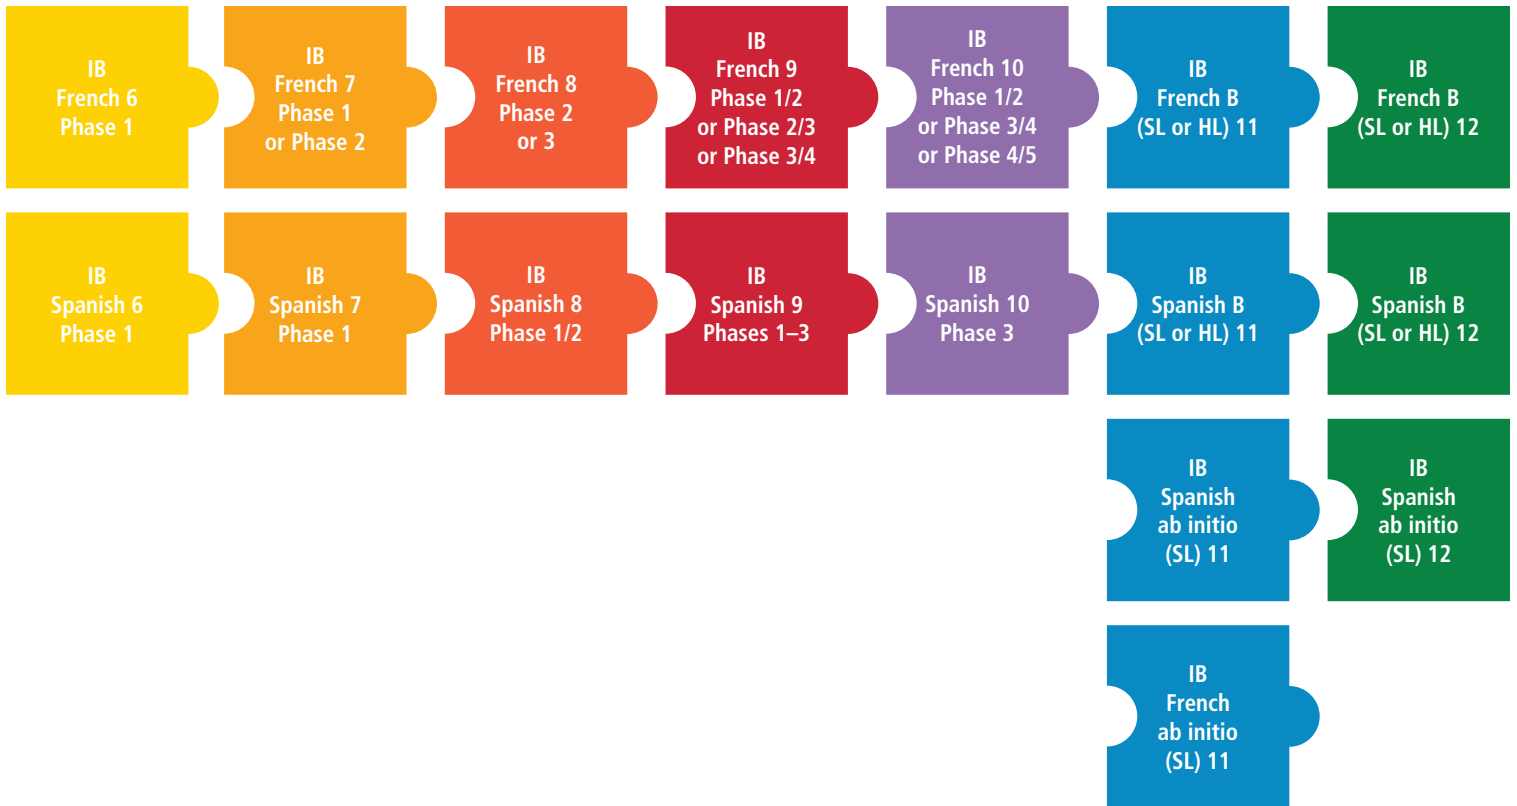 IB
French 6
Phase 1
IB
French 7
Phase 1
or Phase 2
IB
French 8
Phase 2
or 3
IB
French 9
Phase 1/2
or Phase 2/3
or Phase 3/4
IB
French 10
Phase 1/2
or Phase 3/4
or Phase 4/5
IB
French B
(SL or HL) 11
IB
French B
(SL or HL) 12
IB
Spanish 6
Phase 1
IB
Spanish 7
Phase 1
IB
Spanish 8
Phase 1/2
IB
Spanish 9
Phases 1–3
IB
Spanish 10
Phase 3
IB
Spanish B
(SL or HL) 11
IB
Spanish B
(SL or HL) 12
IB
Spanish
ab initio
(SL) 11
IB
Spanish
ab initio
(SL) 12
IB
French
ab initio
(SL) 11